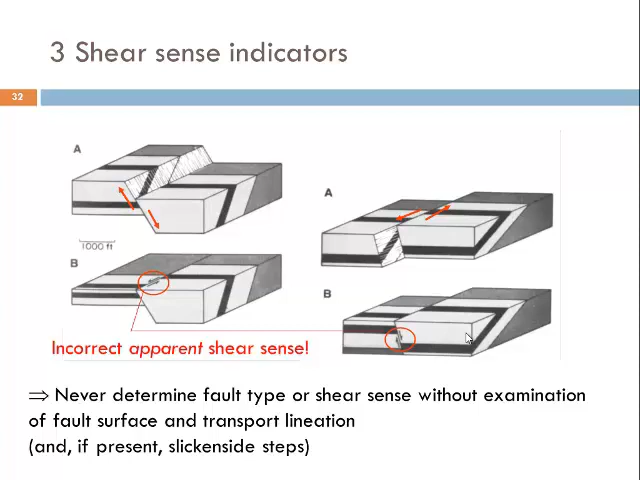 3 Shear sense indicators
32
A
1000 ft
B
A
B
Incorrect apparent shear sense!
⇒ Never determine fault type or shear sense without examination
of fault surface and transport lineation
(and, if present, slickenside steps)